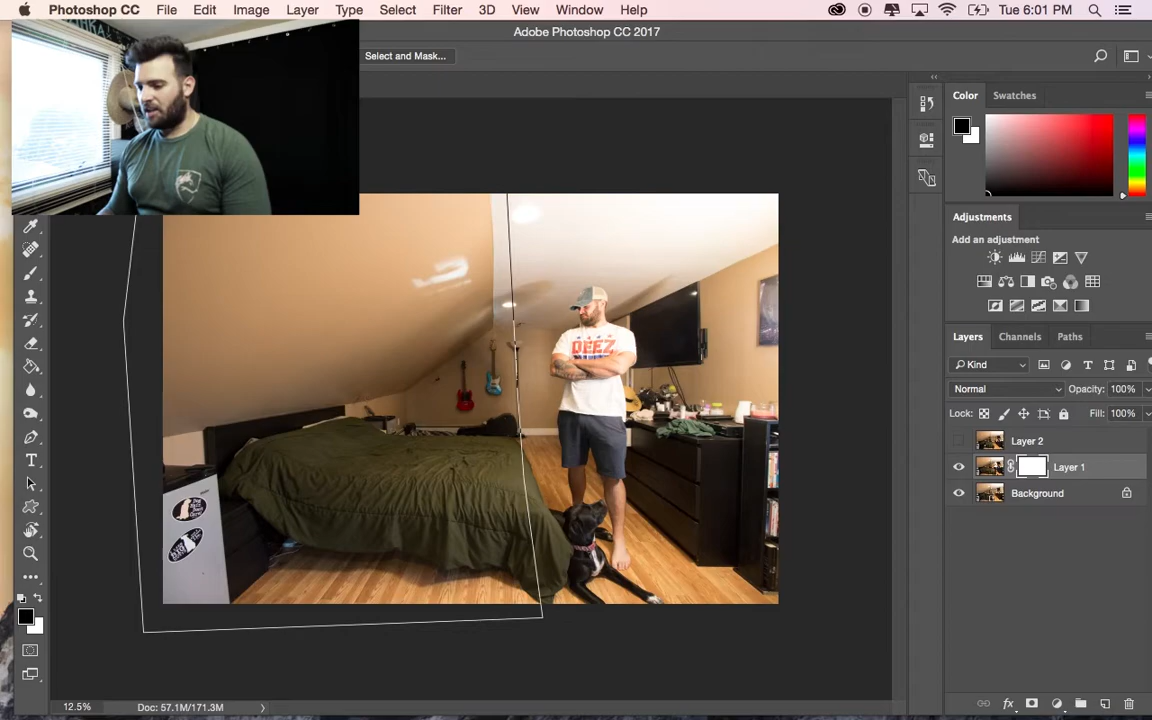 Photoshop CC File Edit Image Layer Type Select Filter 3D View Window Help Tue 6:01 PM
Adobe Photoshop CC 2017
Select and Mask...
Color Swatches
Adjustments
Add an adjustment
Layers Channels Paths
Kind
Normal Opacity: 100%
Lock: Fill: 100%
Layer 2
Layer 1
Background
DEEZ
12.5% Doc: 57.1M/171.3M